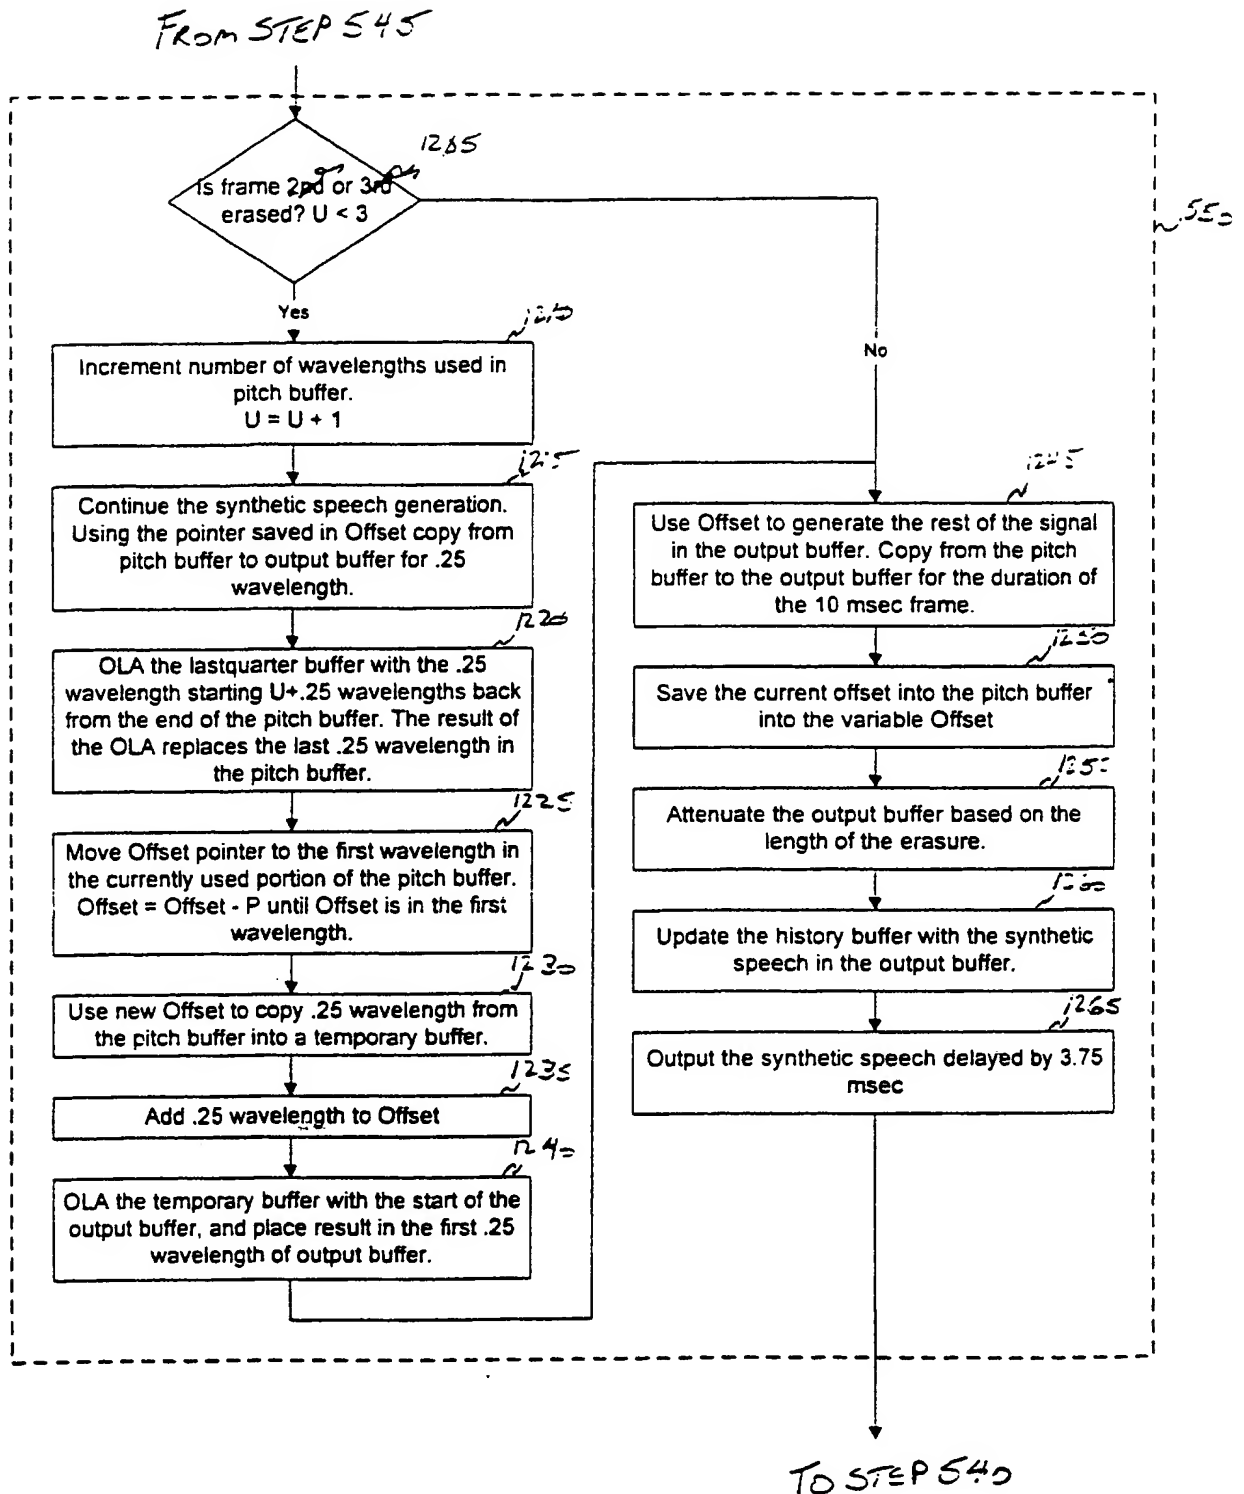 FROM STEP 545
1205
Is frame 2nd or 3rd
erased? U < 3
550
Yes
No
1210
Increment number of wavelengths used in
pitch buffer.
U = U + 1
1215
Continue the synthetic speech generation.
Using the pointer saved in Offset copy from
pitch buffer to output buffer for .25
wavelength.
1220
OLA the lastquarter buffer with the .25
wavelength starting U+.25 wavelengths back
from the end of the pitch buffer. The result of
the OLA replaces the last .25 wavelength in
the pitch buffer.
1225
Move Offset pointer to the first wavelength in
the currently used portion of the pitch buffer.
Offset = Offset - P until Offset is in the first
wavelength.
1230
Use new Offset to copy .25 wavelength from
the pitch buffer into a temporary buffer.
1235
Add .25 wavelength to Offset
1240
OLA the temporary buffer with the start of the
output buffer, and place result in the first .25
wavelength of output buffer.
1245
Use Offset to generate the rest of the signal
in the output buffer. Copy from the pitch
buffer to the output buffer for the duration of
the 10 msec frame.
1250
Save the current offset into the pitch buffer
into the variable Offset
1255
Attenuate the output buffer based on the
length of the erasure.
1260
Update the history buffer with the synthetic
speech in the output buffer.
1265
Output the synthetic speech delayed by 3.75
msec
TO STEP 540